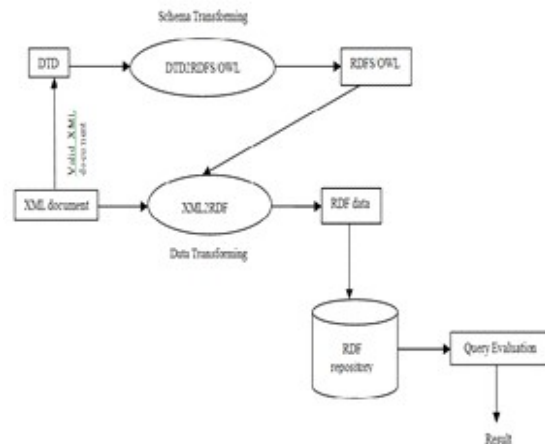 Schema Transforming
DTD
DTD2RDFS/OWL
RDFS/OWL
Valid XML
document
XML document
XML2RDF
RDF data
Data Transforming
RDF
repository
Query Evaluation
Result